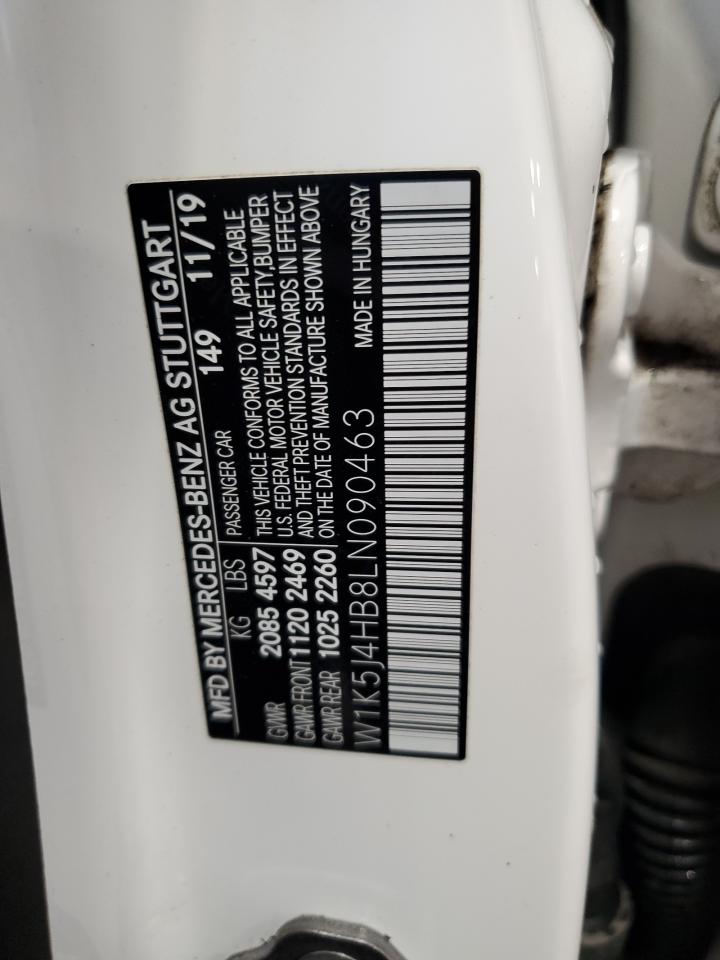 MFD BY MERCEDES-BENZ AG STUTTGART
KG LBS 149 11/19
PASSENGER CAR
GVWR 2085 4597 THIS VEHICLE CONFORMS TO ALL APPLICABLE
GAWR FRONT 1120 2469 U.S. FEDERAL MOTOR VEHICLE SAFETY,BUMPER
AND THEFT PREVENTION STANDARDS IN EFFECT
GAWR REAR 1025 2260 ON THE DATE OF MANUFACTURE SHOWN ABOVE
W1K5J4HB8LN090463 MADE IN HUNGARY